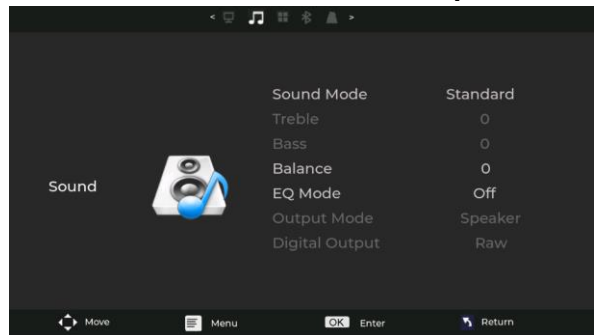 Sound Mode Standard
Treble 0
Bass 0
Balance 0
Sound
EQ Mode Off
Output Mode Speaker
Digital Output Raw
Move Menu OK Enter Return